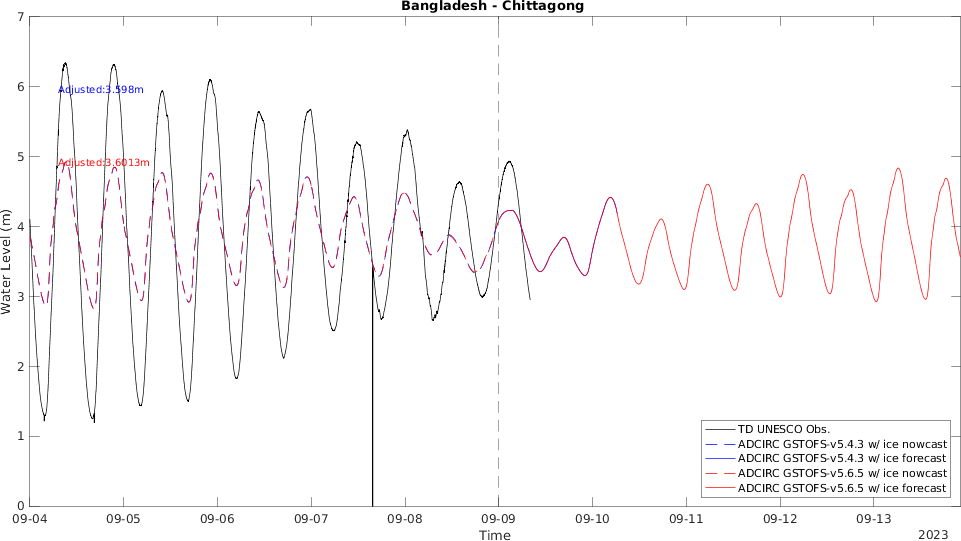 Bangladesh - Chittagong
7
6
5
4
3
2
1
0
Water Level (m)
Adjusted:3.598m
Adjusted:3.6013m
TD UNESCO Obs.
ADCIRC GSTOFS-v5.4.3 w/ ice nowcast
ADCIRC GSTOFS-v5.4.3 w/ ice forecast
ADCIRC GSTOFS-v5.6.5 w/ ice nowcast
ADCIRC GSTOFS-v5.6.5 w/ ice forecast
09-04 09-05 09-06 09-07 09-08 09-09 09-10 09-11 09-12 09-13
Time
2023